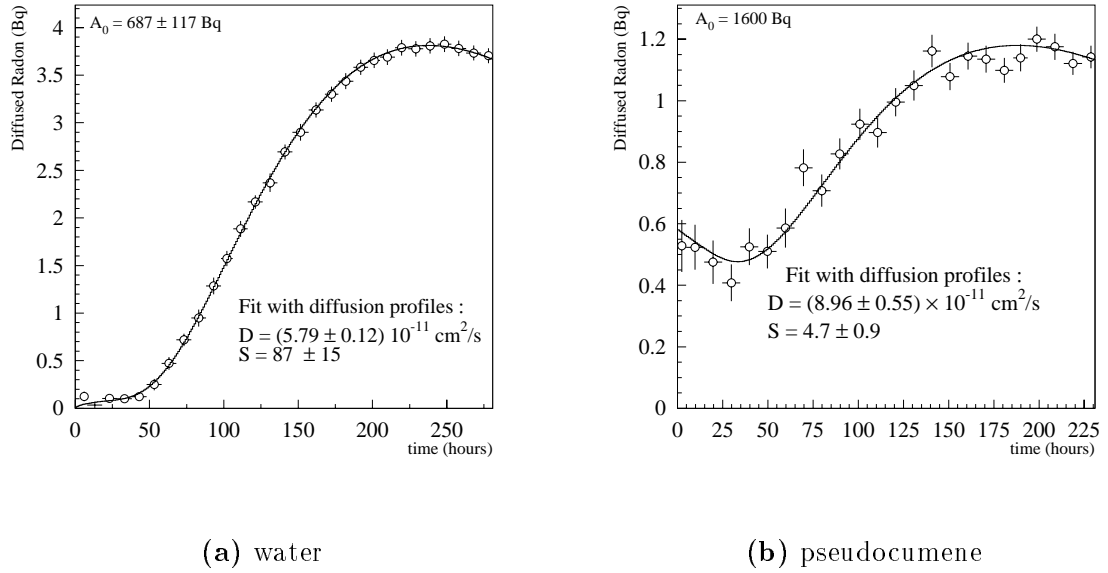 A0 = 687 ± 117 Bq
Diffused Radon (Bq)
4
3.5
3
2.5
2
1.5
1
0.5
0
Fit with diffusion profiles :
D = (5.79 ± 0.12) 10-11 cm2/s
S = 87 ± 15
0 50 100 150 200 250
time (hours)
(a) water
A0 = 1600 Bq
Diffused Radon (Bq)
1.2
1
0.8
0.6
0.4
0.2
0
Fit with diffusion profiles :
D = (8.96 ± 0.55) × 10-11 cm2/s
S = 4.7 ± 0.9
0 25 50 75 100 125 150 175 200 225
time (hours)
(b) pseudocumene